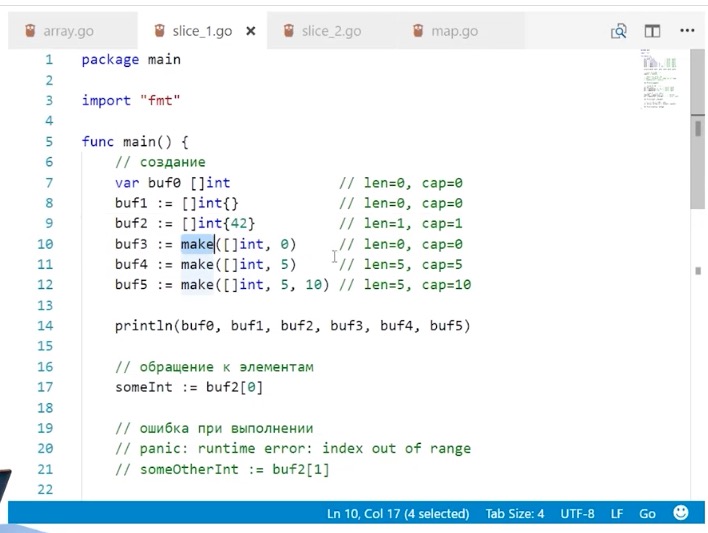 array.go slice_1.go slice_2.go map.go
1 package main
2
3 import "fmt"
4
5 func main() {
6 // создание
7 var buf0 []int // len=0, cap=0
8 buf1 := []int{} // len=0, cap=0
9 buf2 := []int{42} // len=1, cap=1
10 buf3 := make([]int, 0) // len=0, cap=0
11 buf4 := make([]int, 5) // len=5, cap=5
12 buf5 := make([]int, 5, 10) // len=5, cap=10
13
14 println(buf0, buf1, buf2, buf3, buf4, buf5)
15
16 // обращение к элементам
17 someInt := buf2[0]
18
19 // ошибка при выполнении
20 // panic: runtime error: index out of range
21 // someOtherInt := buf2[1]
22
Ln 10, Col 17 (4 selected) Tab Size: 4 UTF-8 LF Go